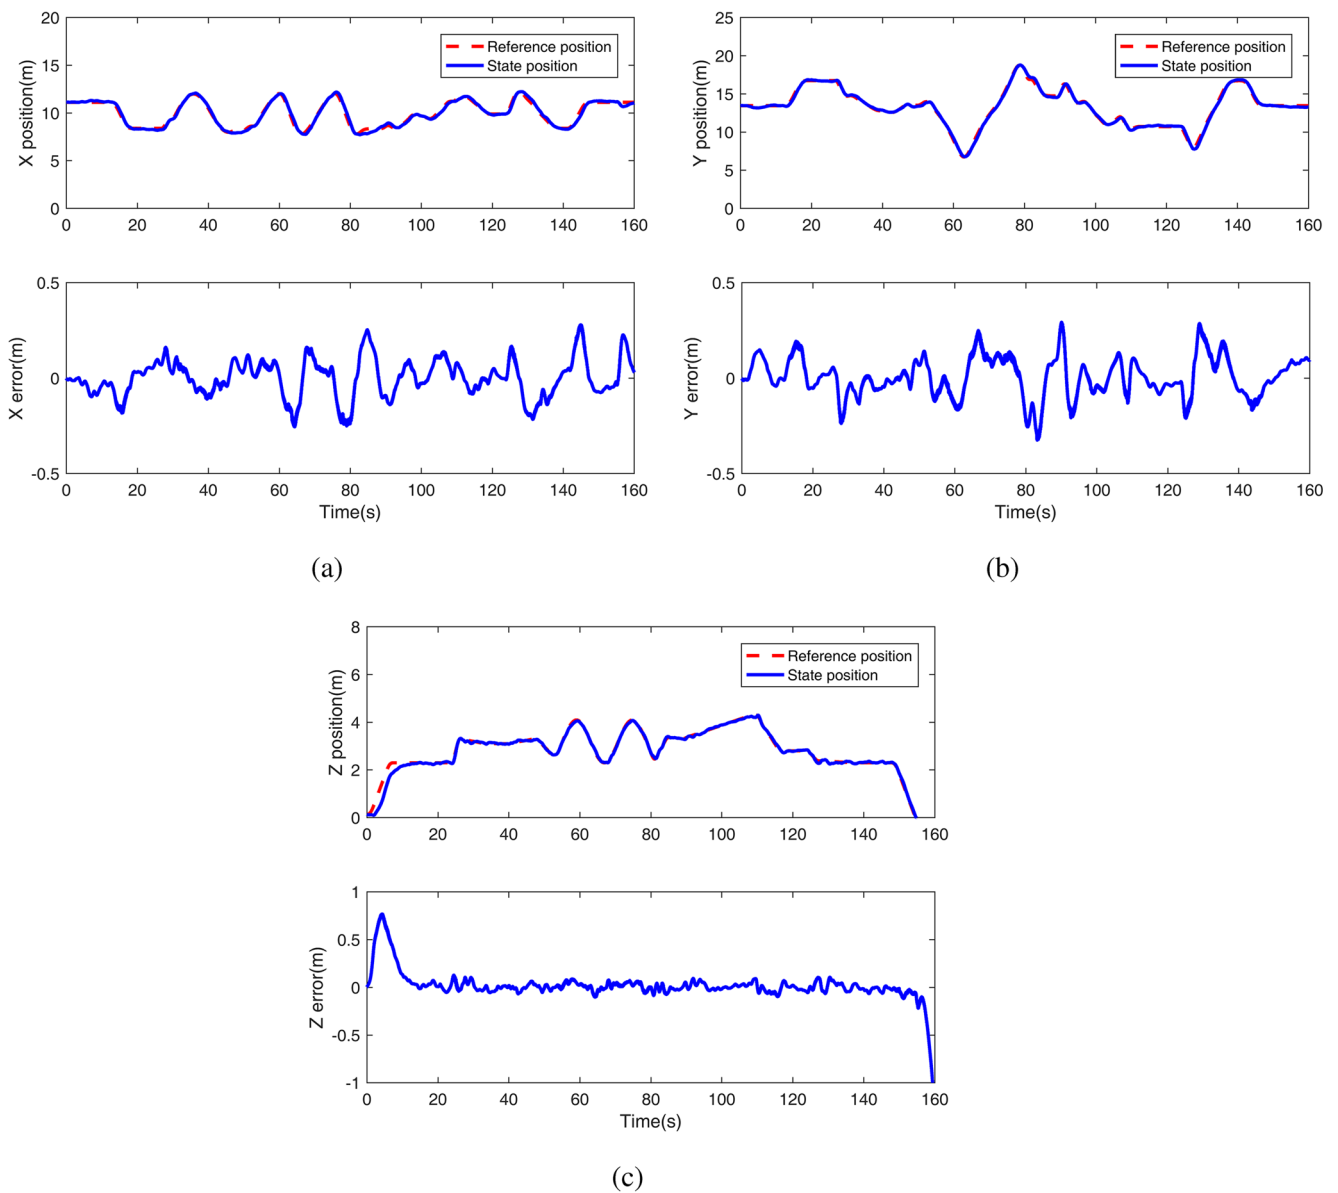 20
15
10
5
0
X position(m)
Reference position
State position
0 20 40 60 80 100 120 140 160
0.5
0
-0.5
X error(m)
0 20 40 60 80 100 120 140 160
Time(s)
(a)
25
20
15
10
5
0
Y position(m)
Reference position
State position
0 20 40 60 80 100 120 140 160
0.5
0
-0.5
Y error(m)
0 20 40 60 80 100 120 140 160
Time(s)
(b)
8
6
4
2
0
Z position(m)
Reference position
State position
0 20 40 60 80 100 120 140 160
1
0.5
0
-0.5
-1
Z error(m)
0 20 40 60 80 100 120 140 160
Time(s)
(c)